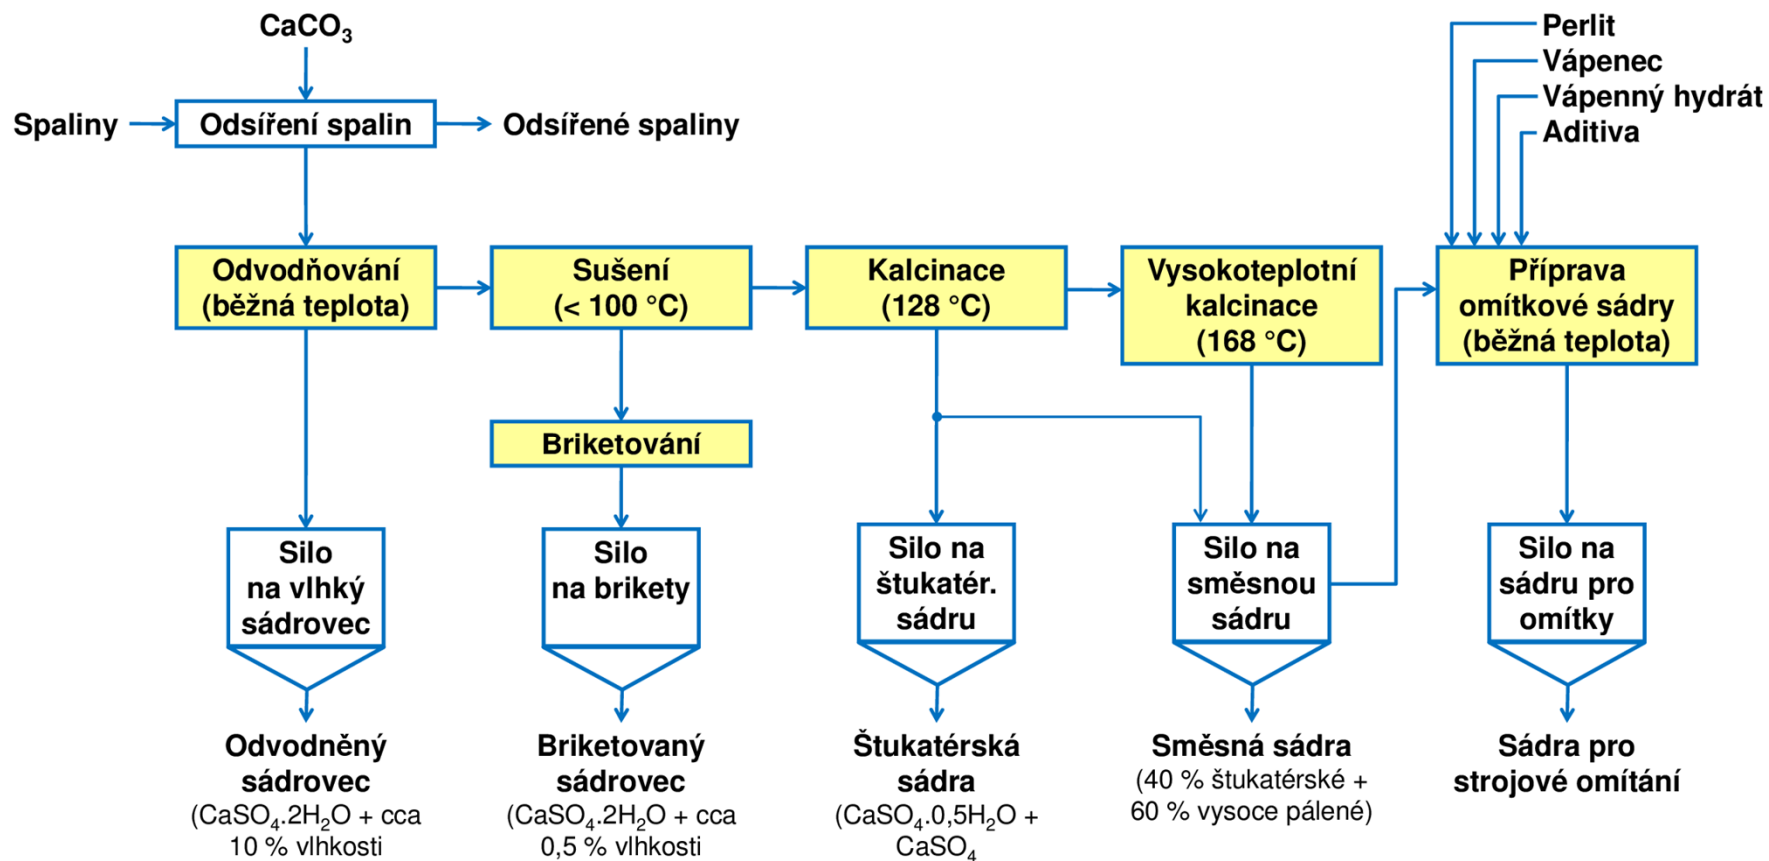 CaCO₃
Spaliny
Odsíření spalin
Odsířené spaliny
Perlit
Vápenec
Vápenný hydrát
Aditiva
Odvodňování
(běžná teplota)
Sušení
(< 100 °C)
Kalcinace
(128 °C)
Vysokoteplotní
kalcinace
(168 °C)
Příprava
omítkové sádry
(běžná teplota)
Briketování
Silo
na vlhký
sádrovec
Silo
na brikety
Silo na
štukatér.
sádru
Silo na
směsnou
sádru
Silo na
sádru pro
omítky
Odvodněný
sádrovec
(CaSO₄.2H₂O + cca
10 % vlhkosti
Briketovaný
sádrovec
(CaSO₄.2H₂O + cca
0,5 % vlhkosti
Štukatérská
sádra
(CaSO₄.0,5H₂O +
CaSO₄
Směsná sádra
(40 % štukatérské +
60 % vysoce pálené)
Sádra pro
strojové omítání